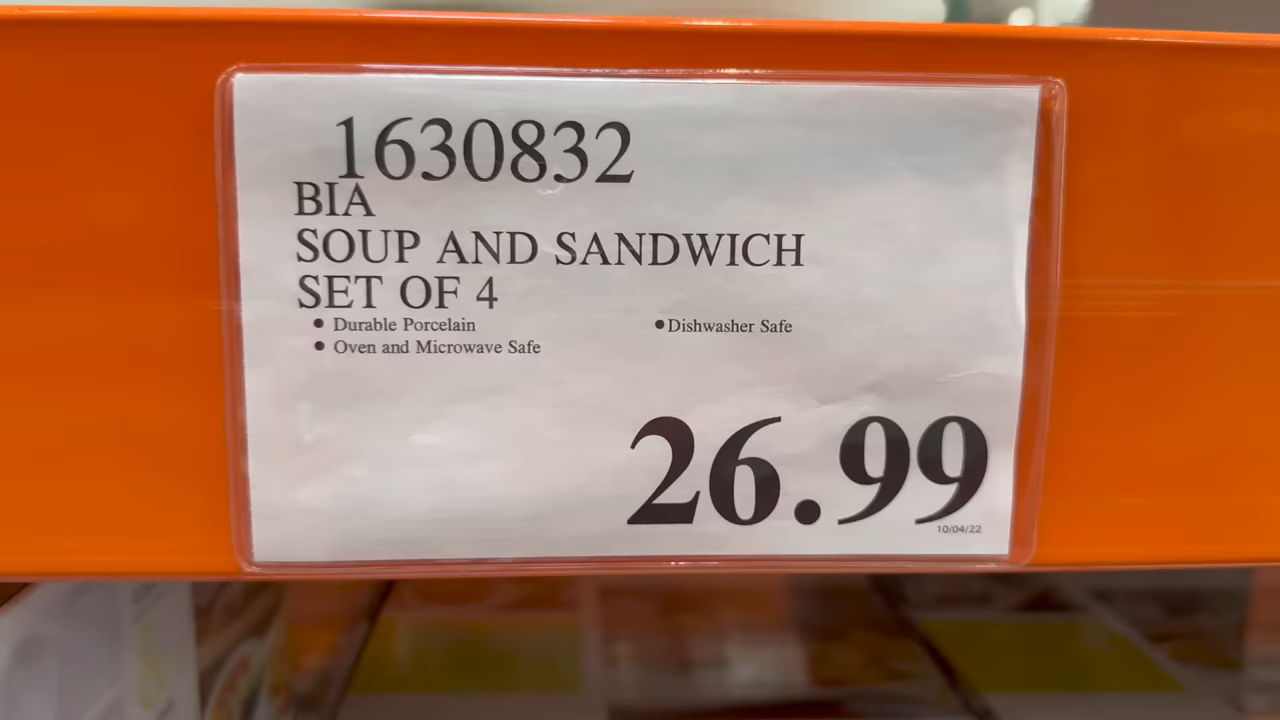 1630832
BIA
SOUP AND SANDWICH
SET OF 4
• Durable Porcelain
• Dishwasher Safe
• Oven and Microwave Safe
26.99
10/04/22